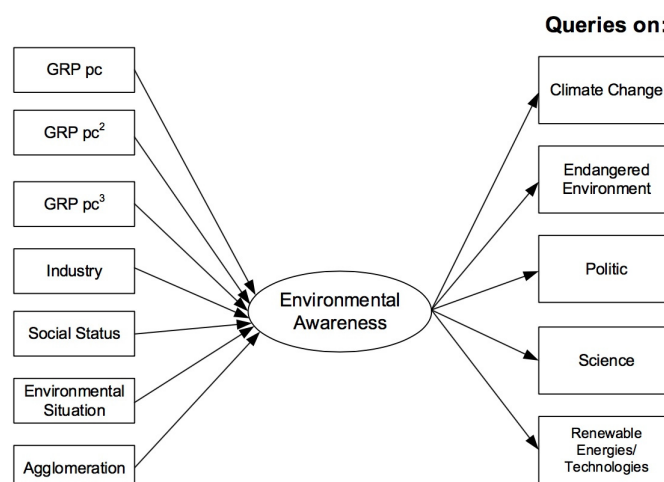 Queries on:
GRP pc
GRP pc²
GRP pc³
Industry
Social Status
Environmental
Situation
Agglomeration
Environmental
Awareness
Climate Change
Endangered
Environment
Politic
Science
Renewable
Energies/
Technologies